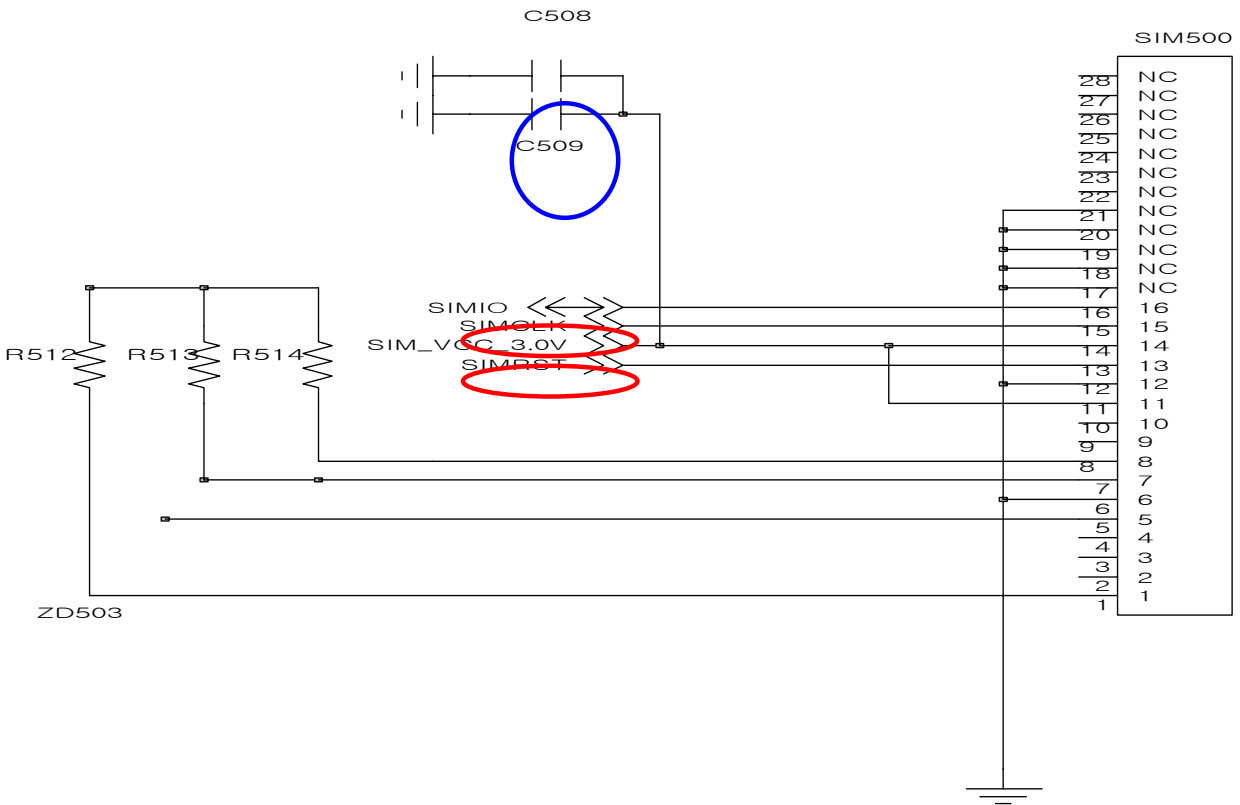 C508
SIM500
C509
28 NC
27 NC
26 NC
25 NC
24 NC
23 NC
22 NC
21 NC
20 NC
19 NC
18 NC
17 NC
SIMIO
16 16
SIMCLK
15 15
SIM_VCC_3.0V
14 14
SIMRST
13 13
R512
R513
R514
12 12
11 11
10 10
9 9
8 8
7 7
6 6
5 5
4 4
3 3
2 2
1 1
ZD503